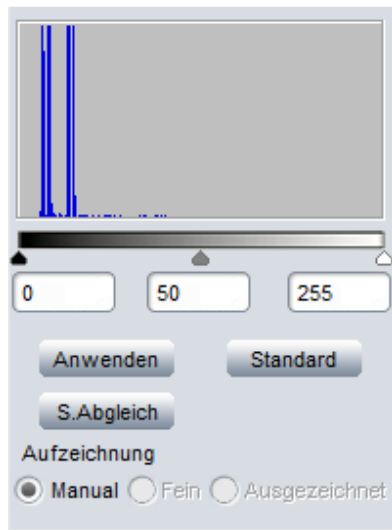 0 50 255
Anwenden Standard
S.Abgleich
Aufzeichnung
Manual Fein Ausgezeichnet